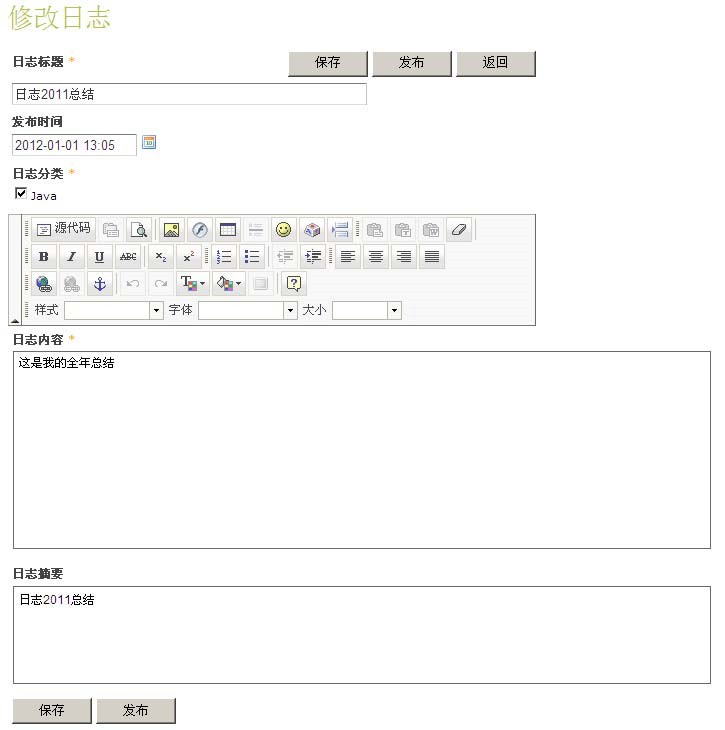 修改日志
日志标题 * 保存 发布 返回
日志2011总结
发布时间
2012-01-01 13:05
日志分类 *
Java
源代码
B I U ABC x₂ x²
样式 字体 大小
日志内容 *
这是我的全年总结
日志摘要
日志2011总结
保存 发布